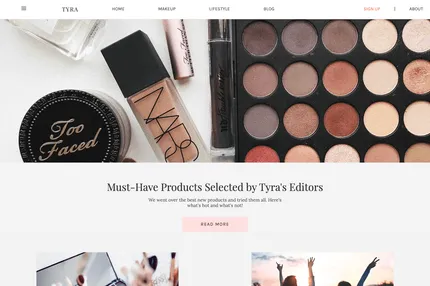 TYRA
HOME
MAKEUP
LIFESTYLE
BLOG
SIGN UP
ABOUT
Too
Faced
NARS
Must-Have Products Selected by Tyra's Editors
We went over the best new products and tried them all. Here's
what's hot and what's not!
READ MORE